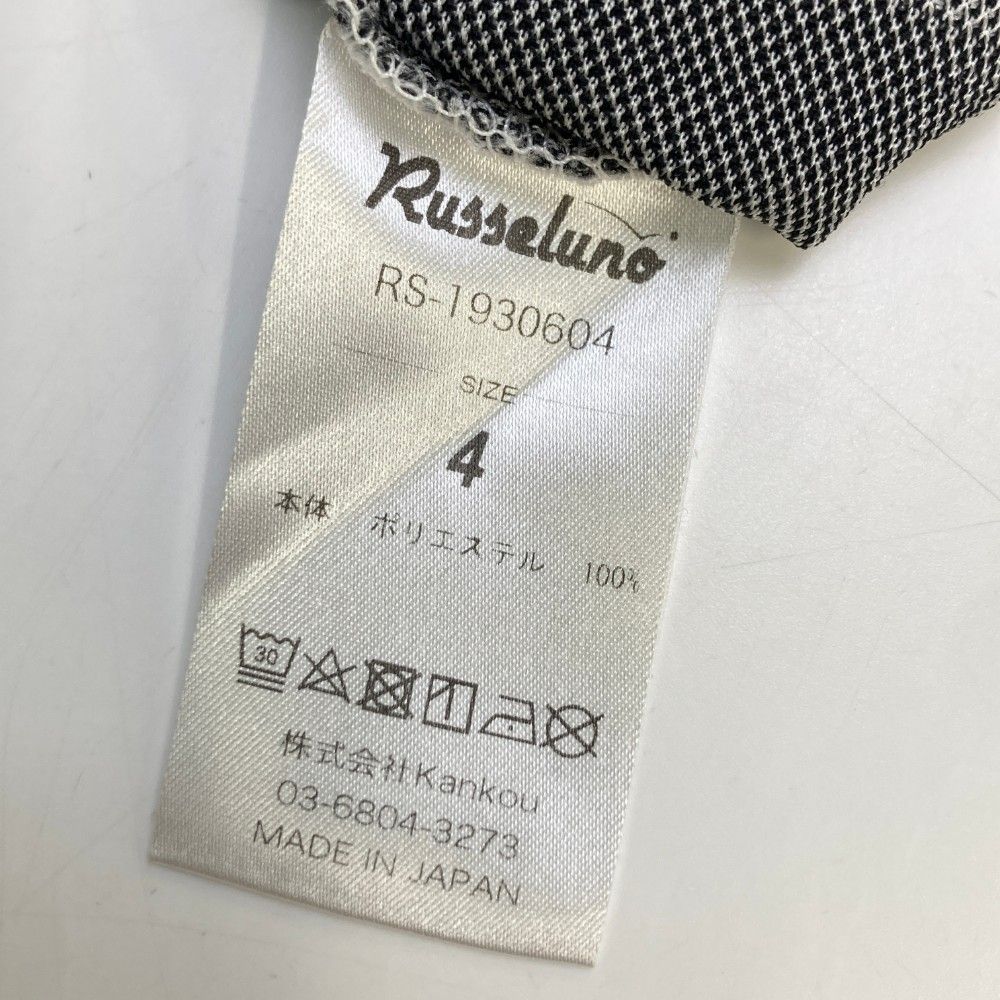 Russeluno
RS-1930604
SIZE
4
本体 ポリエステル 100%
30
株式会社Kankou
03-6804-3273
MADE IN JAPAN